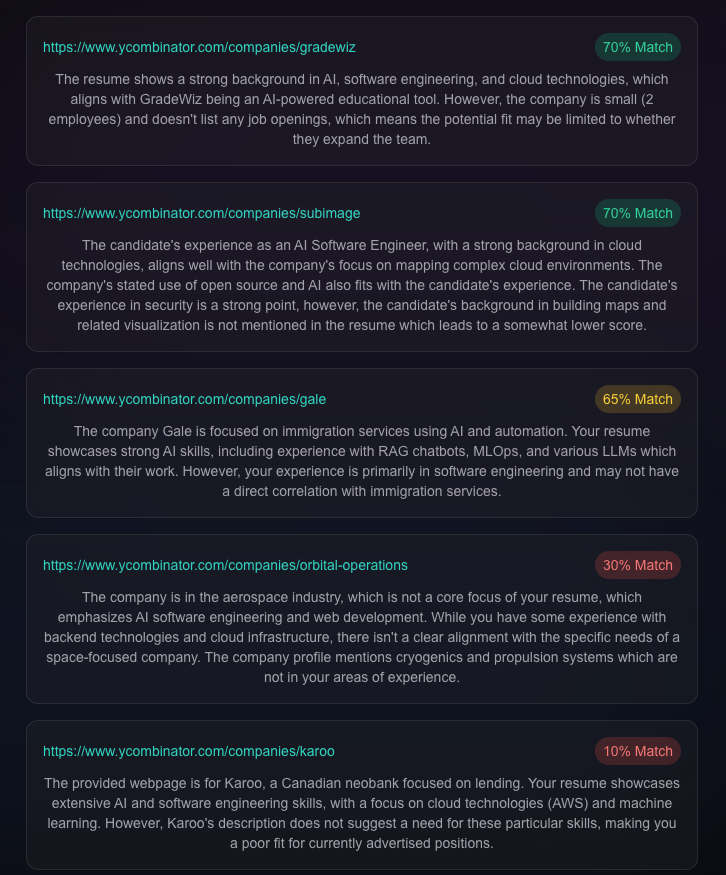 https://www.ycombinator.com/companies/gradewiz 70% Match
The resume shows a strong background in AI, software engineering, and cloud technologies, which
aligns with GradeWiz being an AI-powered educational tool. However, the company is small (2
employees) and doesn't list any job openings, which means the potential fit may be limited to whether
they expand the team.
https://www.ycombinator.com/companies/subimage 70% Match
The candidate's experience as an AI Software Engineer, with a strong background in cloud
technologies, aligns well with the company's focus on mapping complex cloud environments. The
company's stated use of open source and AI also fits with the candidate's experience. The candidate's
experience in security is a strong point, however, the candidate's background in building maps and
related visualization is not mentioned in the resume which leads to a somewhat lower score.
https://www.ycombinator.com/companies/gale 65% Match
The company Gale is focused on immigration services using AI and automation. Your resume
showcases strong AI skills, including experience with RAG chatbots, MLOps, and various LLMs which
aligns with their work. However, your experience is primarily in software engineering and may not have
a direct correlation with immigration services.
https://www.ycombinator.com/companies/orbital-operations 30% Match
The company is in the aerospace industry, which is not a core focus of your resume, which
emphasizes AI software engineering and web development. While you have some experience with
backend technologies and cloud infrastructure, there isn't a clear alignment with the specific needs of a
space-focused company. The company profile mentions cryogenics and propulsion systems which are
not in your areas of experience.
https://www.ycombinator.com/companies/karoo 10% Match
The provided webpage is for Karoo, a Canadian neobank focused on lending. Your resume showcases
extensive AI and software engineering skills, with a focus on cloud technologies (AWS) and machine
learning. However, Karoo's description does not suggest a need for these particular skills, making you
a poor fit for currently advertised positions.